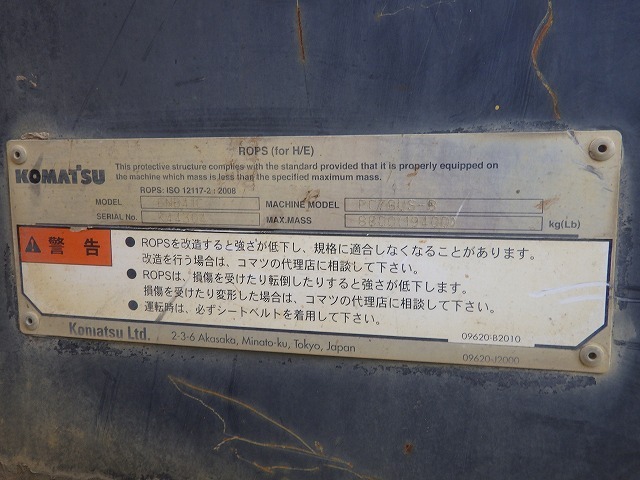 ROPS (for H/E)
KOMATSU
This protective structure complies with the standard provided that it is properly equipped on
the machine which mass is less than the specified maximum mass.
ROPS: ISO 12117-2 : 2008
MODEL
MACHINE MODEL PC78US-8
SERIAL No.
MAX.MASS kg(Lb)
警告
● ROPSを改造すると強さが低下し、規格に適合しなくなることがあります。
改造を行う場合は、コマツの代理店に相談して下さい。
● ROPSは、損傷を受けたり転倒したりすると強さが低下します。
損傷を受けたり変形した場合は、コマツの代理店に相談して下さい。
● 運転時は、必ずシートベルトを着用して下さい。
09620-B2010
Komatsu Ltd. 2-3-6 Akasaka, Minato-ku, Tokyo, Japan
09620-J2000